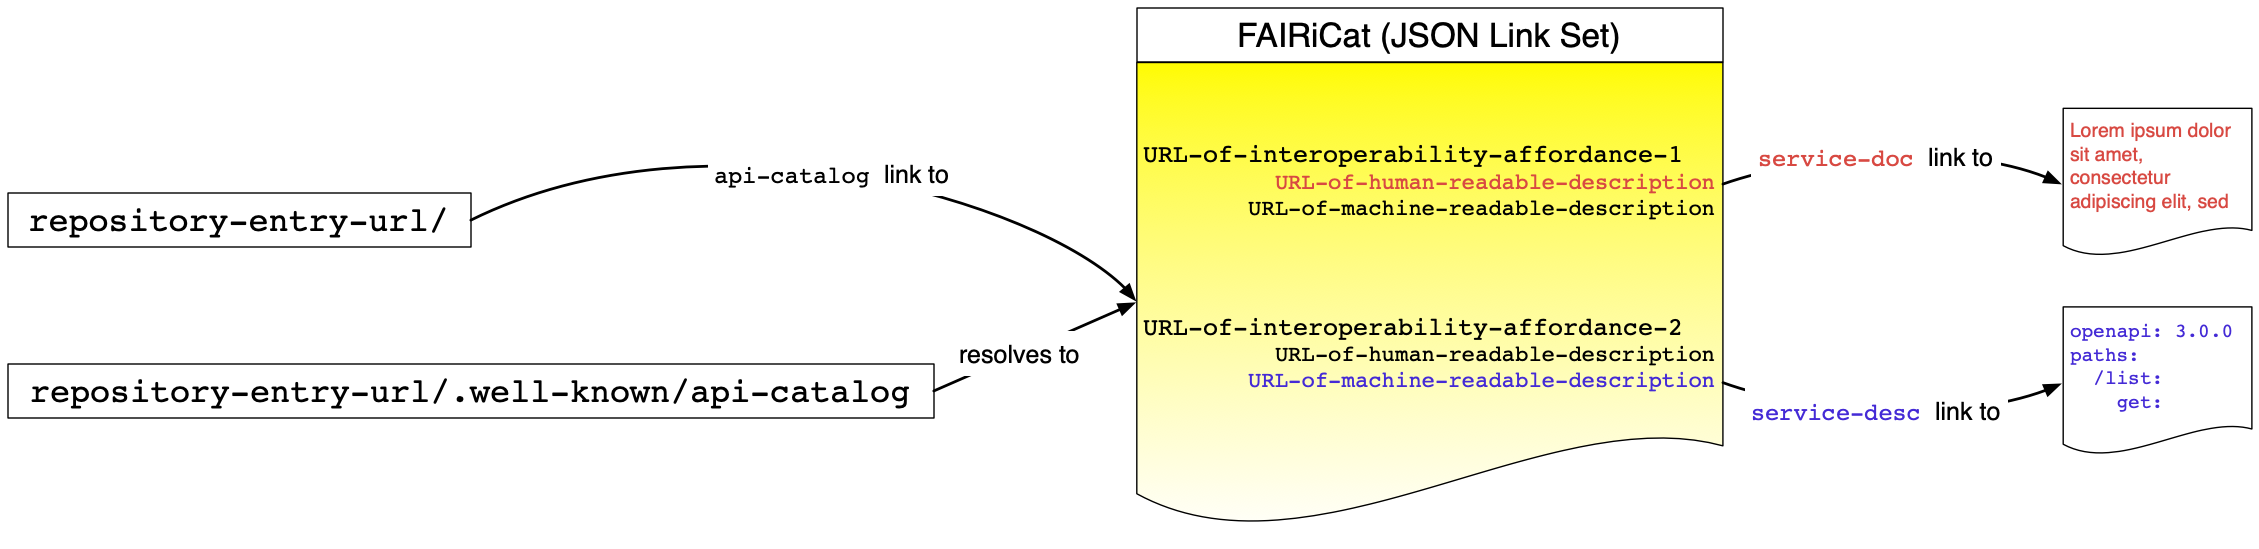 repository-entry-url/
api-catalog link to
repository-entry-url/.well-known/api-catalog
resolves to
FAIRiCat (JSON Link Set)
URL-of-interoperability-affordance-1
URL-of-human-readable-description
URL-of-machine-readable-description
URL-of-interoperability-affordance-2
URL-of-human-readable-description
URL-of-machine-readable-description
service-doc link to
Lorem ipsum dolor
sit amet,
consectetur
adipiscing elit, sed
service-desc link to
openapi: 3.0.0
paths:
  /list:
    get: